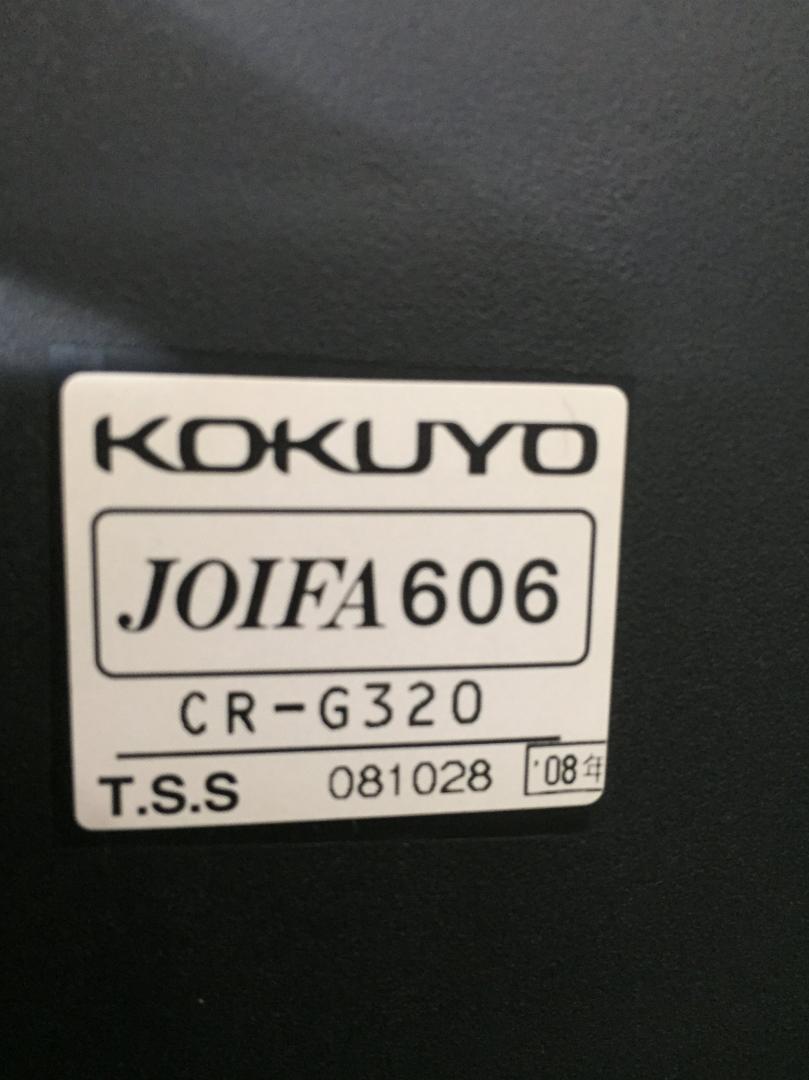 KOKUYO
JOIFA 606
CR-G320
T.S.S 081028 '08年